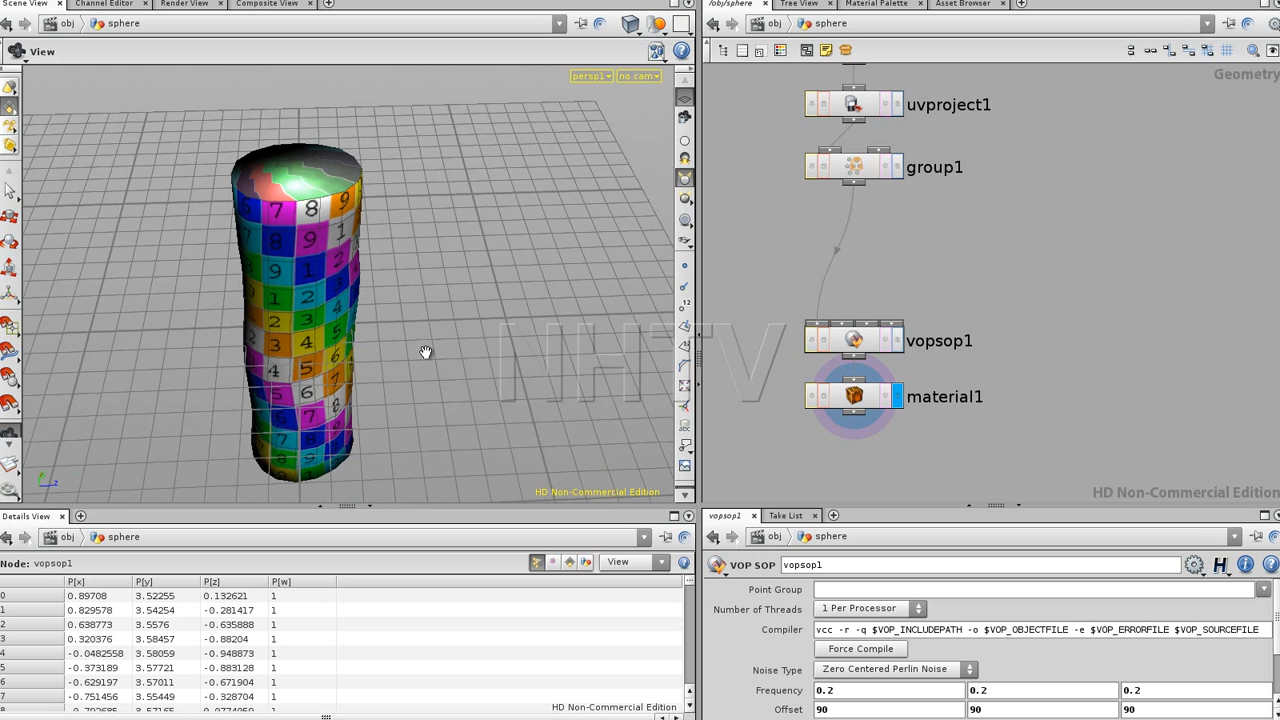 Scene View × Channel Editor × Render View × Composite View ×
/obj/sphere × Tree View × Material Palette × Asset Browser ×
obj sphere
obj sphere
View
persp1 no cam
Geometry
uvproject1
group1
vopsop1
material1
NHTV
HD Non-Commercial Edition
HD Non-Commercial Edition
Details View ×
obj sphere
Node: vopsop1 View
P[x] P[y] P[z] P[w]
0 0.89708 3.52255 0.132621 1
1 0.829578 3.54254 -0.281417 1
2 0.638773 3.5576 -0.635888 1
3 0.320376 3.58457 -0.88204 1
4 -0.0482558 3.58059 -0.948873 1
5 -0.373189 3.57721 -0.883128 1
6 -0.629197 3.57011 -0.671904 1
7 -0.751456 3.55449 -0.328704 1
HD Non-Commercial Edition
vopsop1 × Take List ×
obj sphere
VOP SOP vopsop1
Point Group
Number of Threads 1 Per Processor
Compiler vcc -r -q $VOP_INCLUDEPATH -o $VOP_OBJECTFILE -e $VOP_ERRORFILE $VOP_SOURCEFILE
Force Compile
Noise Type Zero Centered Perlin Noise
Frequency 0.2 0.2 0.2
Offset 90 90 90